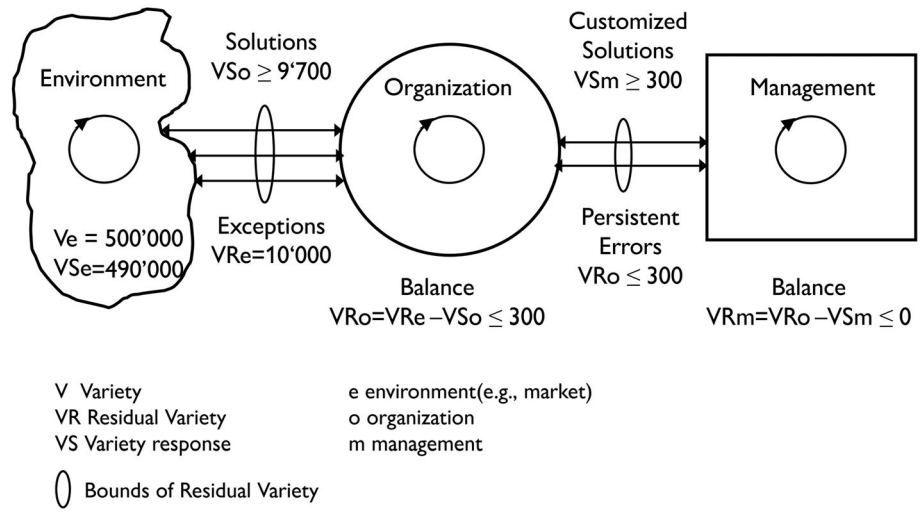 Environment
Ve = 500'000
VSe=490'000
Solutions
VSo ≥ 9'700
Exceptions
VRe=10'000
Organization
Balance
VRo=VRe –VSo ≤ 300
Customized
Solutions
VSm ≥ 300
Persistent
Errors
VRo ≤ 300
Management
Balance
VRm=VRo –VSm ≤ 0
V Variety
VR Residual Variety
VS Variety response
e environment(e.g., market)
o organization
m management
Bounds of Residual Variety